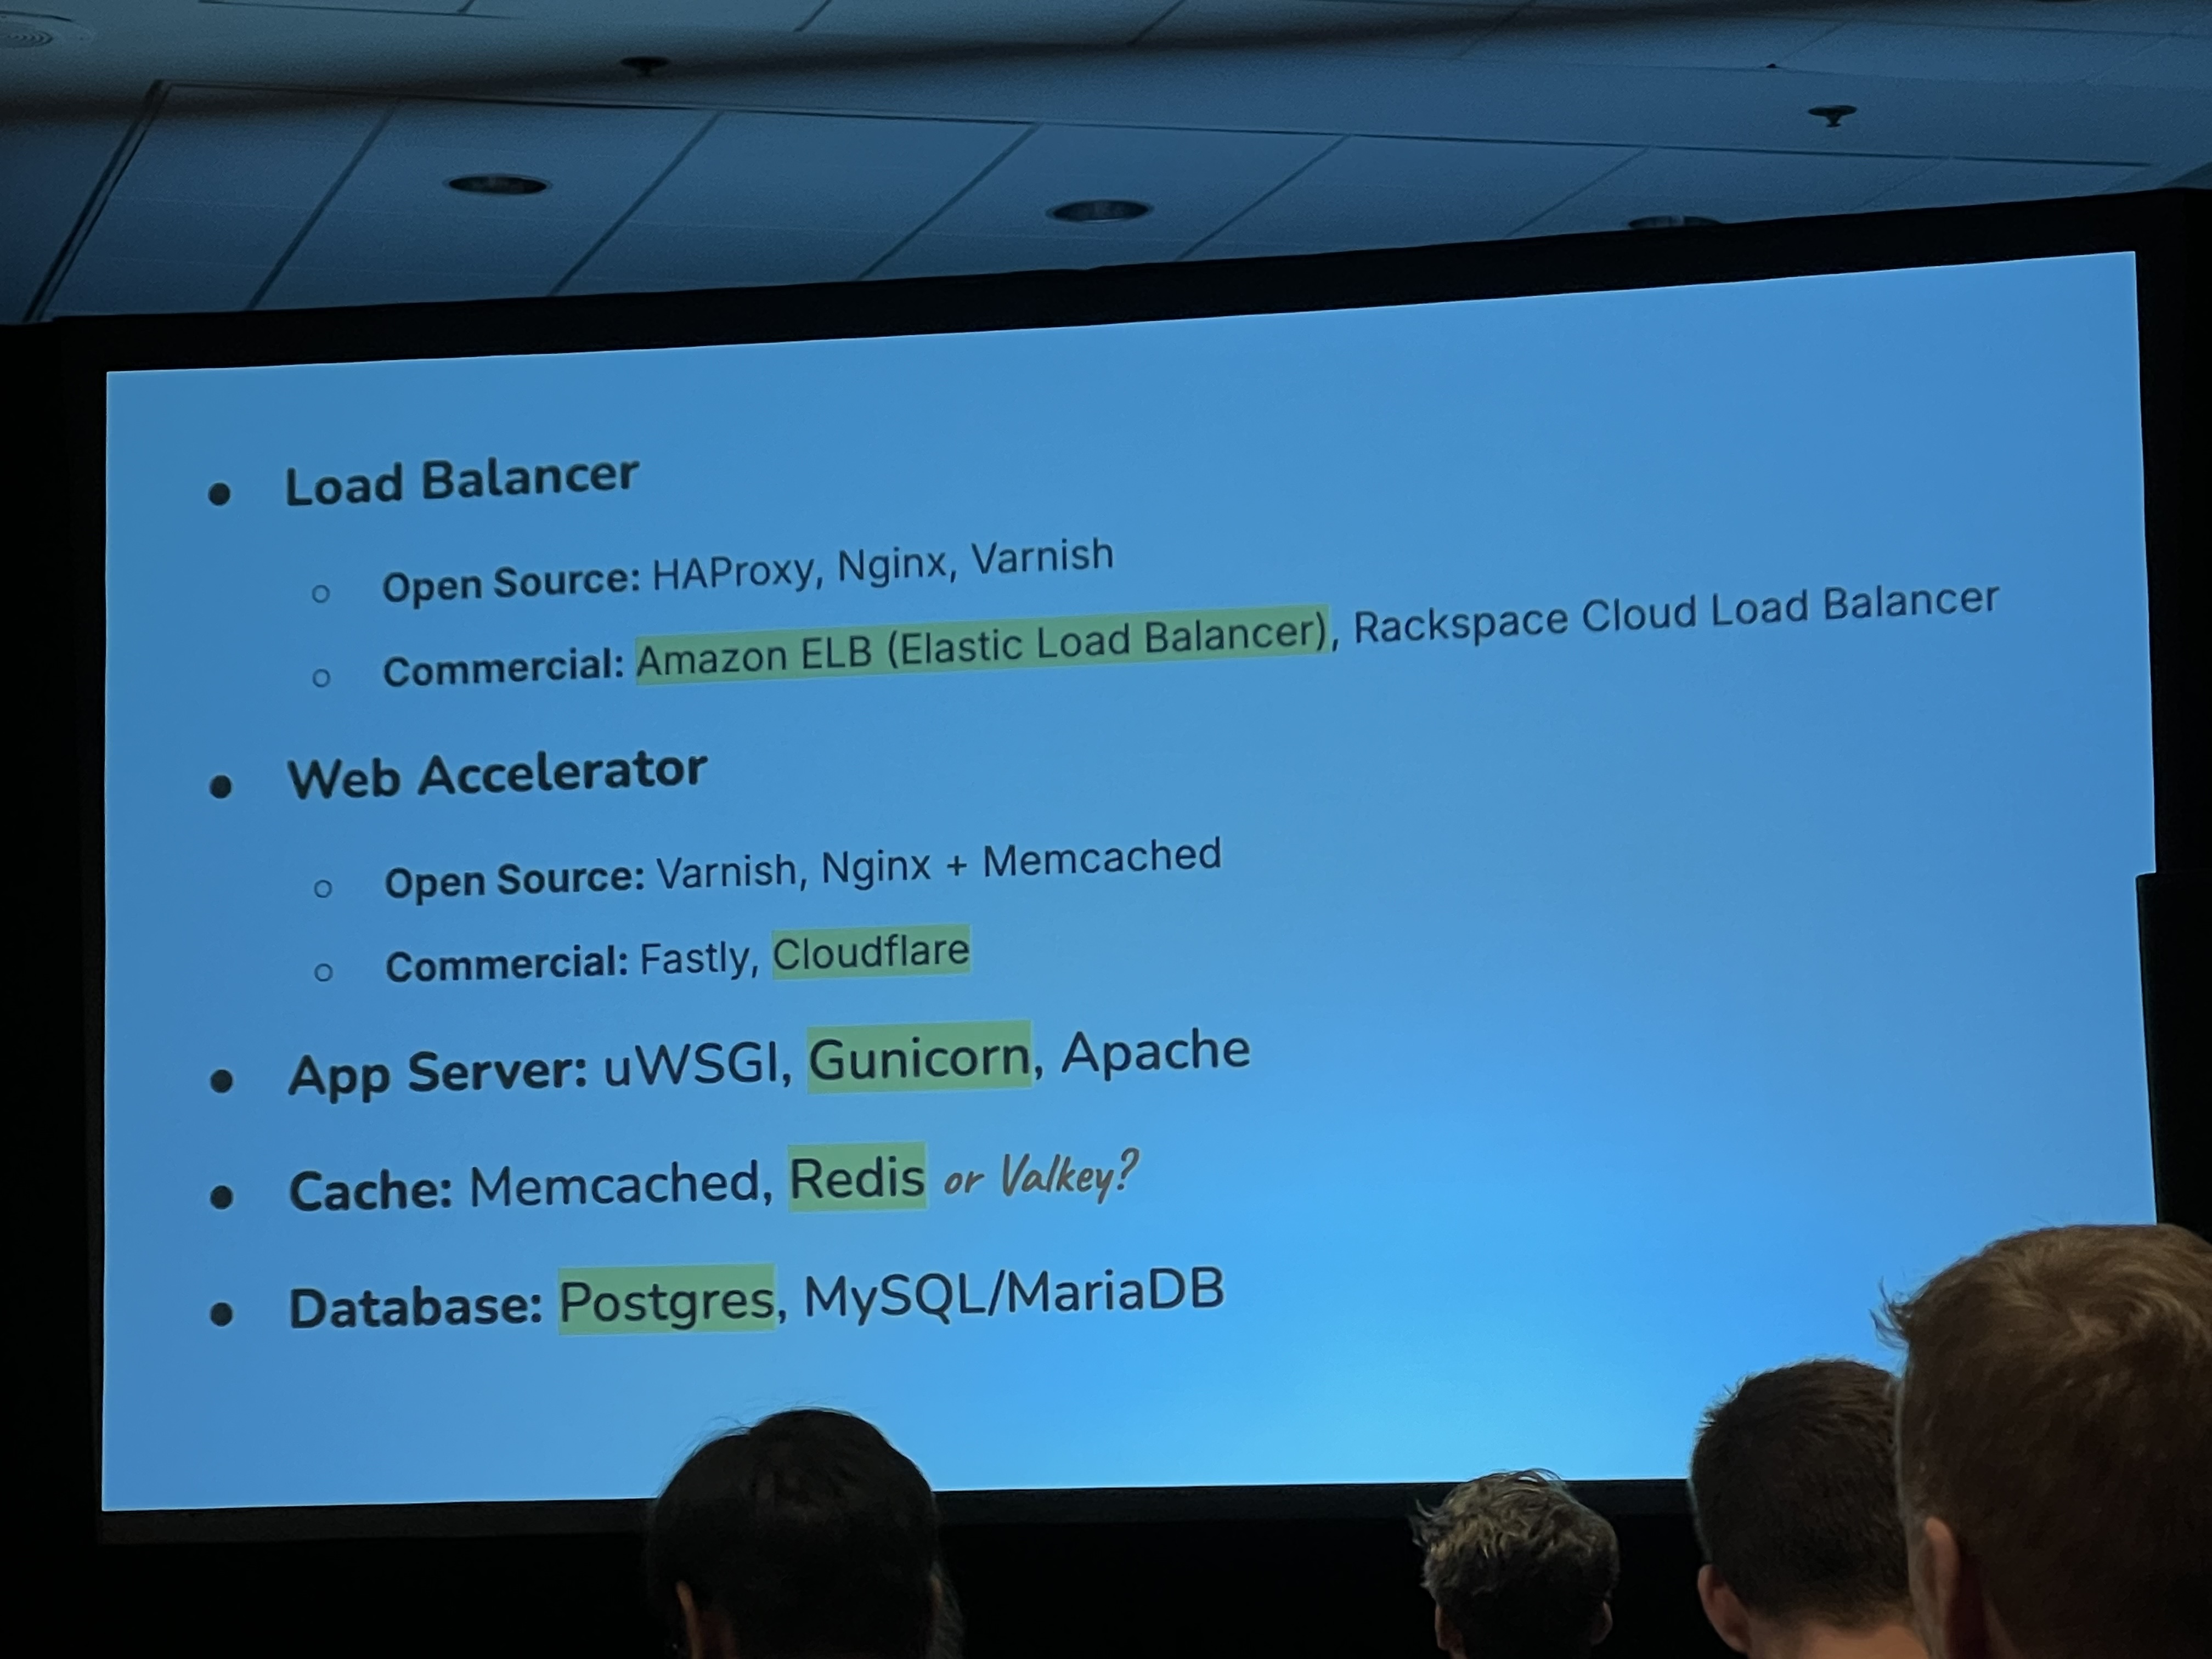 ● Load Balancer
○ Open Source: HAProxy, Nginx, Varnish
○ Commercial: Amazon ELB (Elastic Load Balancer), Rackspace Cloud Load Balancer
● Web Accelerator
○ Open Source: Varnish, Nginx + Memcached
○ Commercial: Fastly, Cloudflare
● App Server: uWSGI, Gunicorn, Apache
● Cache: Memcached, Redis or Valkey?
● Database: Postgres, MySQL/MariaDB